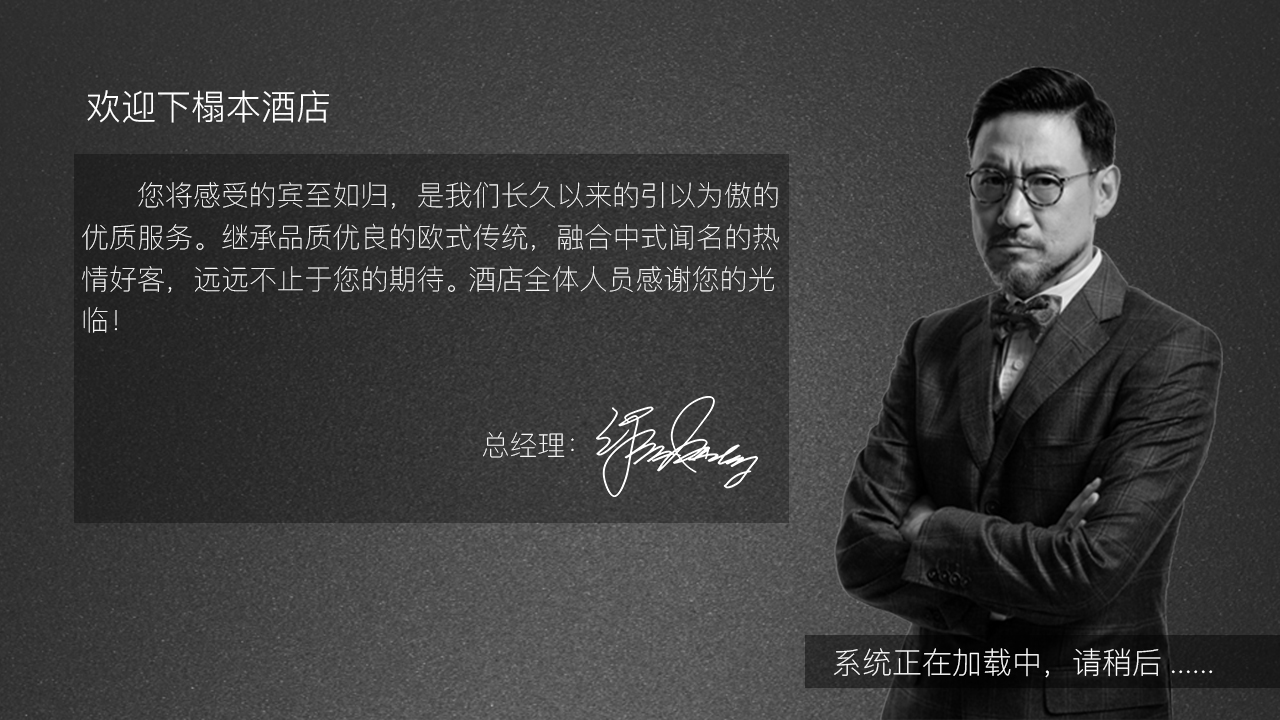 欢迎下榻本酒店
您将感受的宾至如归，是我们长久以来的引以为傲的
优质服务。继承品质优良的欧式传统，融合中式闻名的热
情好客，远远不止于您的期待。酒店全体人员感谢您的光
临！
总经理：
系统正在加载中，请稍后 ......